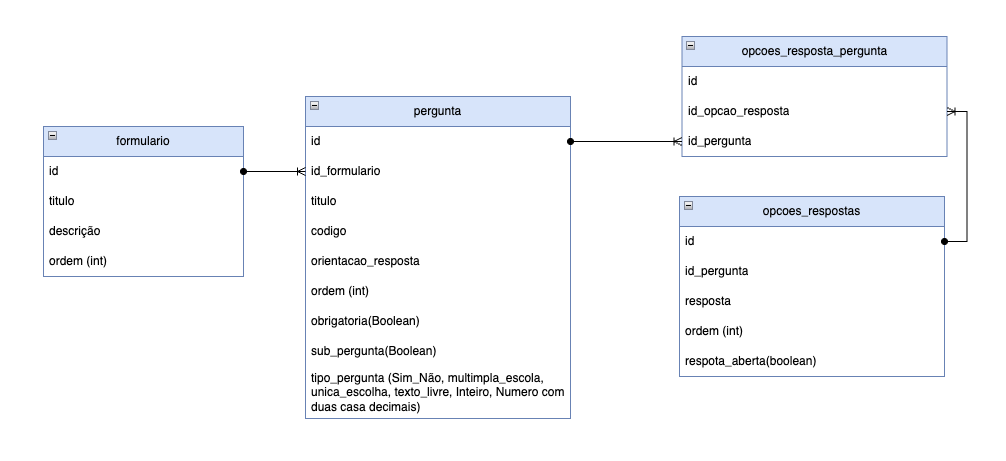 formulario
id
titulo
descrição
ordem (int)
pergunta
id
id_formulario
titulo
codigo
orientacao_resposta
ordem (int)
obrigatoria(Boolean)
sub_pergunta(Boolean)
tipo_pergunta (Sim_Não, multimpla_escola,
unica_escolha, texto_livre, Inteiro, Numero com
duas casa decimais)
opcoes_resposta_pergunta
id
id_opcao_resposta
id_pergunta
opcoes_respostas
id
id_pergunta
resposta
ordem (int)
respota_aberta(boolean)